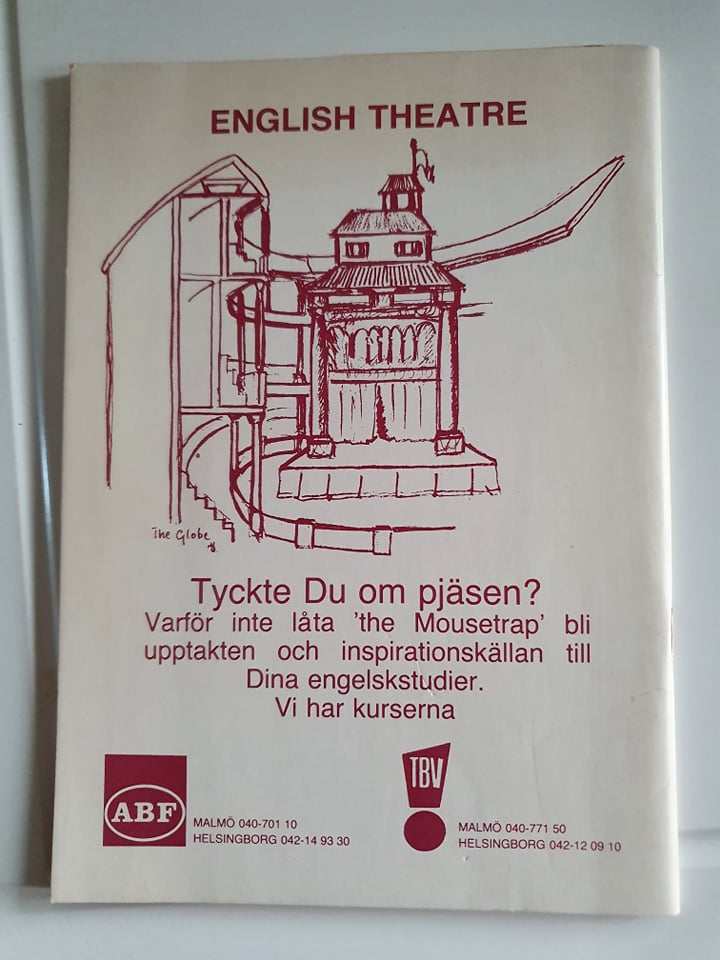 ENGLISH THEATRE
The Globe
Tyckte Du om pjäsen?
Varför inte låta 'the Mousetrap' bli
upptakten och inspirationskällan till
Dina engelskstudier.
Vi har kurserna
ABF
MALMÖ 040-701 10
HELSINGBORG 042-14 93 30
TBV
MALMÖ 040-771 50
HELSINGBORG 042-12 09 10